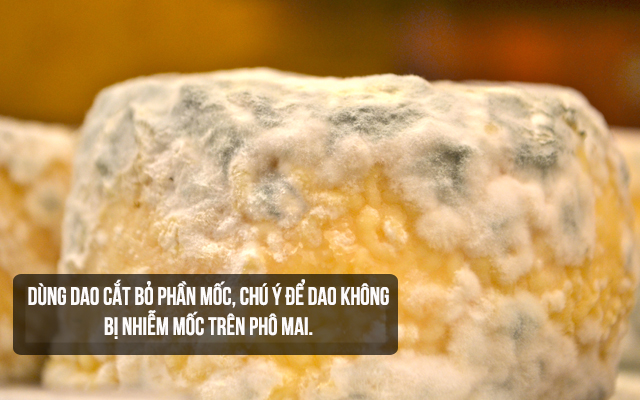 DÙNG DAO CẮT BỎ PHẦN MỐC, CHÚ Ý ĐỂ DAO KHÔNG
BỊ NHIỄM MỐC TRÊN PHÔ MAI.